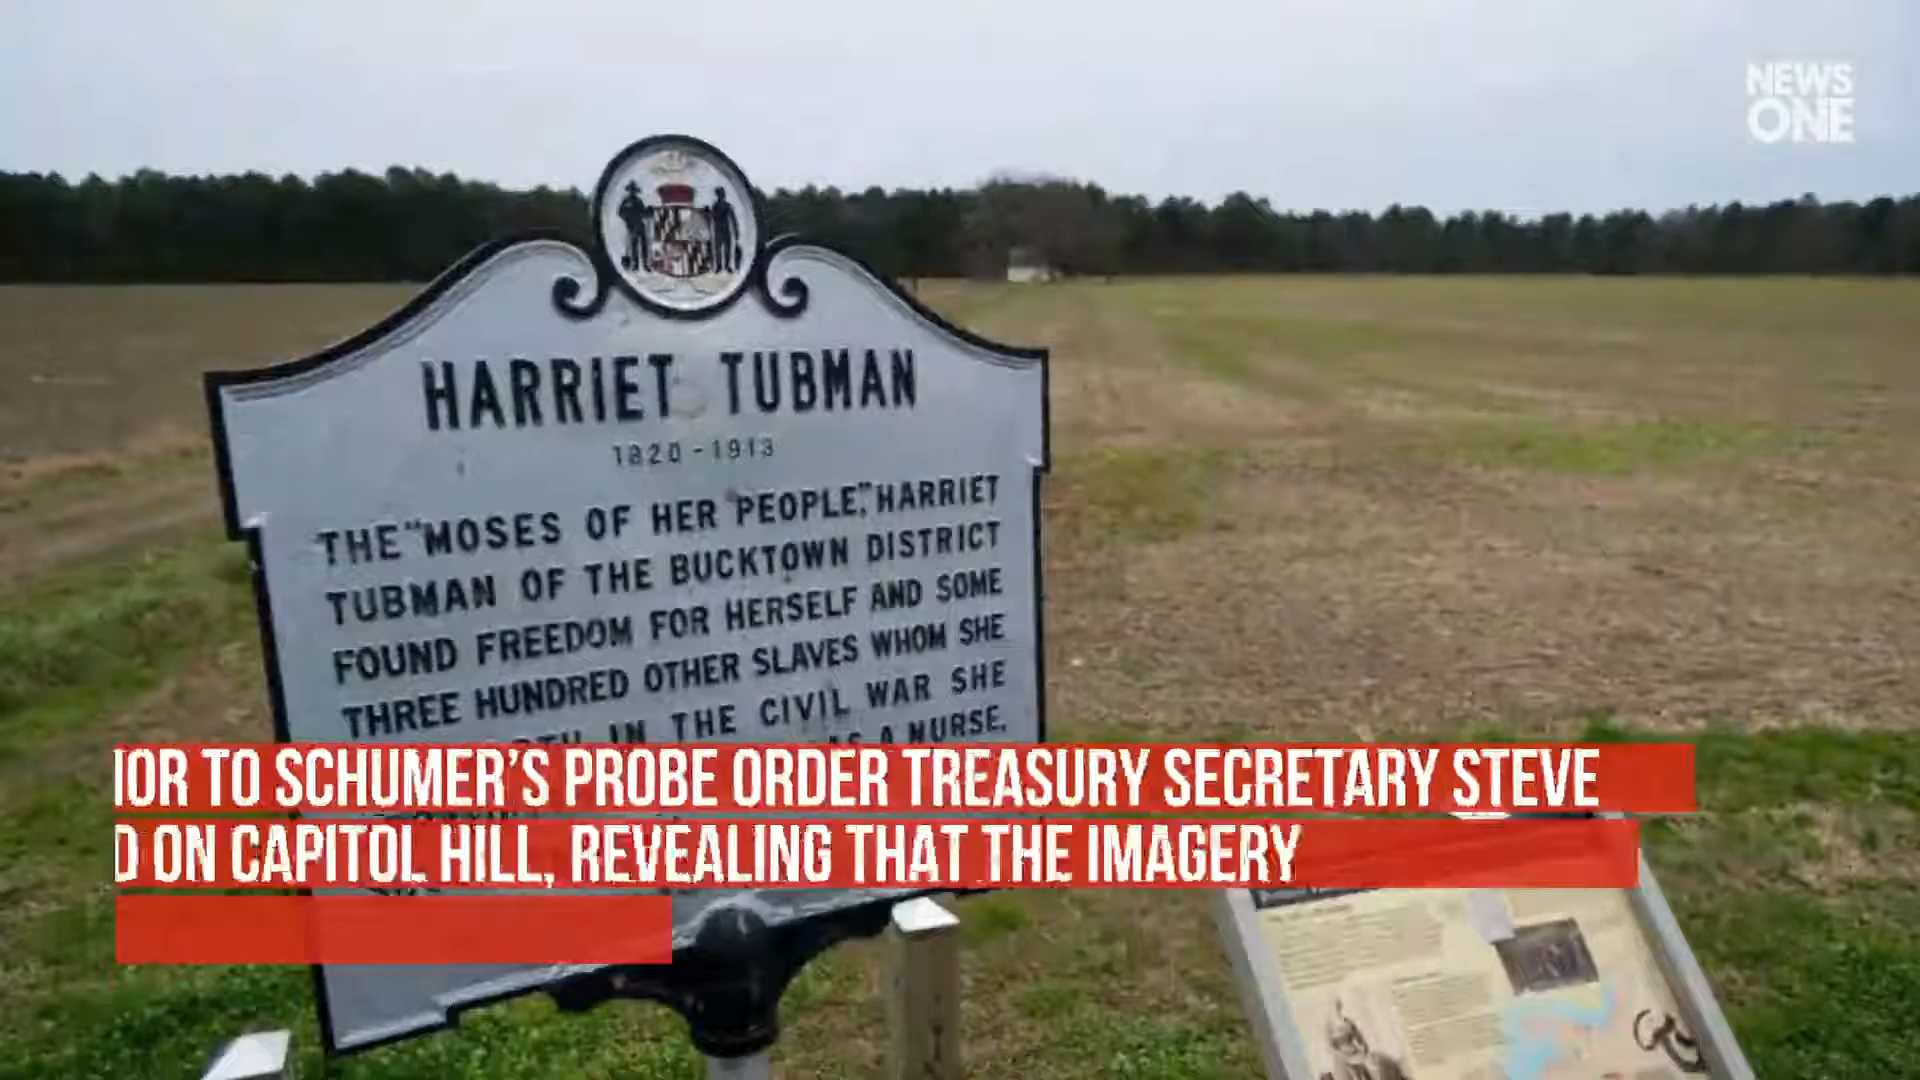 NEWS
ONE
HARRIET TUBMAN
1820-1913
THE "MOSES OF HER PEOPLE," HARRIET
TUBMAN OF THE BUCKTOWN DISTRICT
FOUND FREEDOM FOR HERSELF AND SOME
THREE HUNDRED OTHER SLAVES WHOM SHE
IN THE CIVIL WAR SHE
AS A NURSE,
IOR TO SCHUMER'S PROBE ORDER TREASURY SECRETARY STEVE
D ON CAPITOL HILL, REVEALING THAT THE IMAGERY